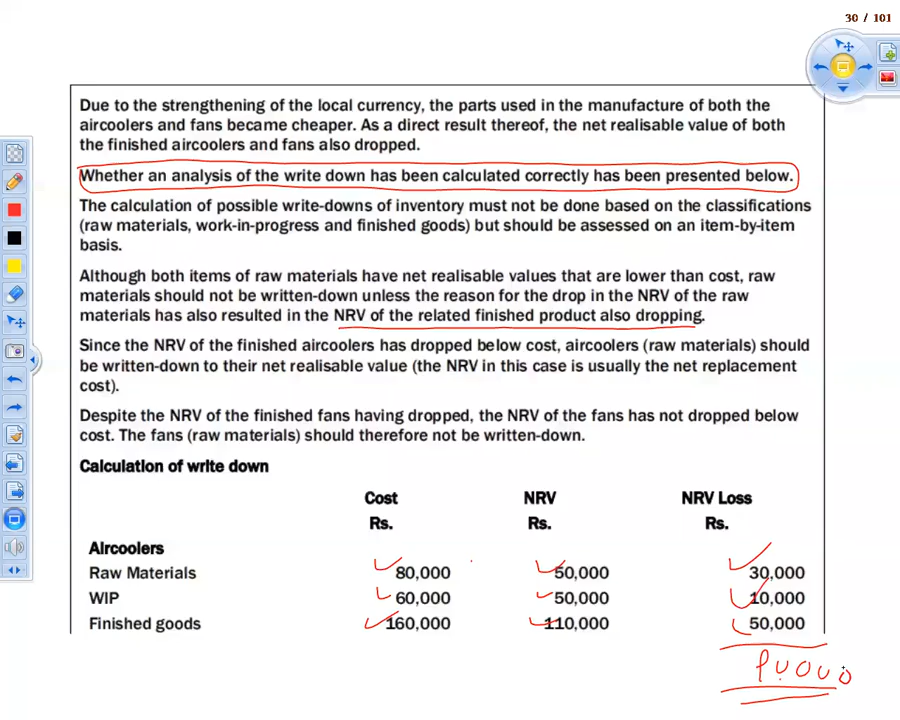 30 / 101
Due to the strengthening of the local currency, the parts used in the manufacture of both the
aircoolers and fans became cheaper. As a direct result thereof, the net realisable value of both
the finished aircoolers and fans also dropped.
Whether an analysis of the write down has been calculated correctly has been presented below.
The calculation of possible write-downs of inventory must not be done based on the classifications
(raw materials, work-in-progress and finished goods) but should be assessed on an item-by-item
basis.
Although both items of raw materials have net realisable values that are lower than cost, raw
materials should not be written-down unless the reason for the drop in the NRV of the raw
materials has also resulted in the NRV of the related finished product also dropping.
Since the NRV of the finished aircoolers has dropped below cost, aircoolers (raw materials) should
be written-down to their net realisable value (the NRV in this case is usually the net replacement
cost).
Despite the NRV of the finished fans having dropped, the NRV of the fans has not dropped below
cost. The fans (raw materials) should therefore not be written-down.
Calculation of write down
Cost NRV NRV Loss
Rs. Rs. Rs.
Aircoolers
Raw Materials 80,000 50,000 30,000
WIP 60,000 50,000 10,000
Finished goods 160,000 110,000 50,000
90000